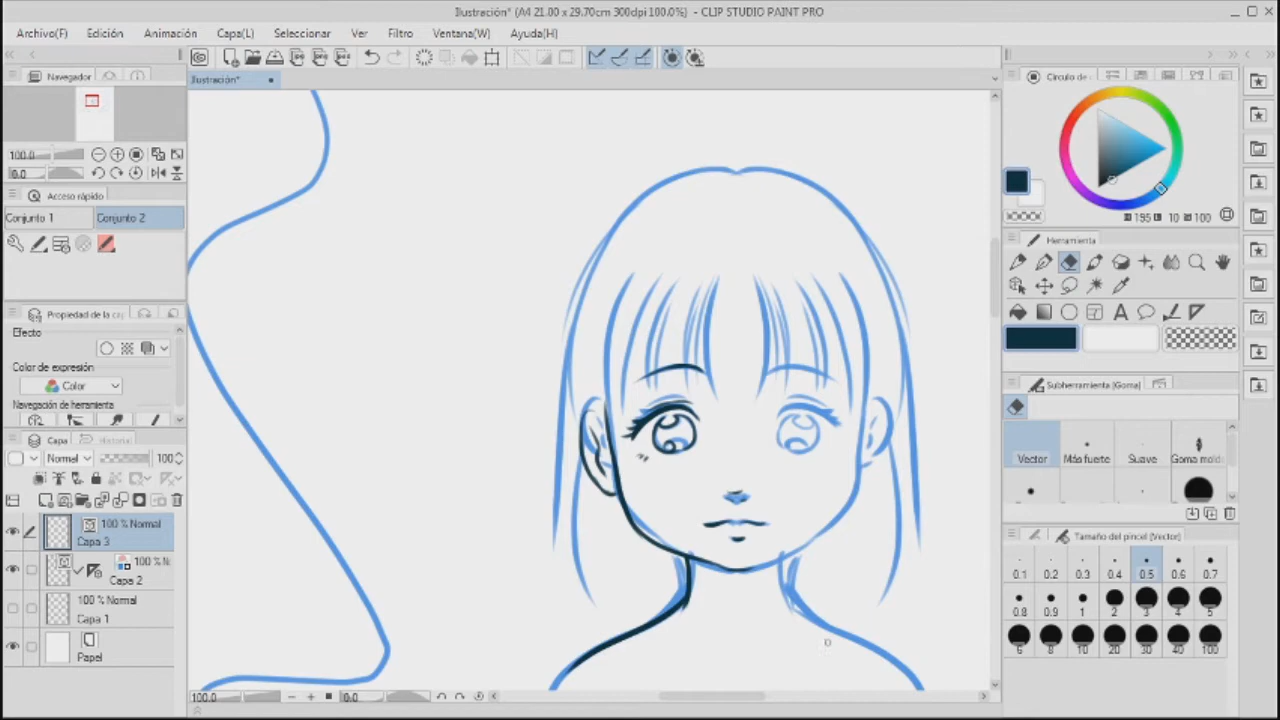 Ilustración* (A4 21.00 x 29.70cm 300dpi 100.0%) - CLIP STUDIO PAINT PRO
Archivo(F) Edición Animación Capa(L) Seleccionar Ver Filtro Ventana(W) Ayuda(H)
Navegador
Ilustración*
Círculo de
100.0
0.0
Acceso rápido
Conjunto 1 Conjunto 2
195 10 100
Herramienta
Propiedad de la ca
Efecto
Color de expresión
Color
Navegación de herramienta
Subherramienta [Goma]
Vector Más fuerte Suave Goma mold
Capa Historia
Normal 100
100 % Normal
Capa 3
100 % N
Capa 2
100 % Normal
Capa 1
Papel
Tamaño del pincel [Vector]
0.1 0.2 0.3 0.4 0.5 0.6 0.7
0.8 0.9 1 2 3 4 5
6 8 10 20 30 40 100
100.0 0.0